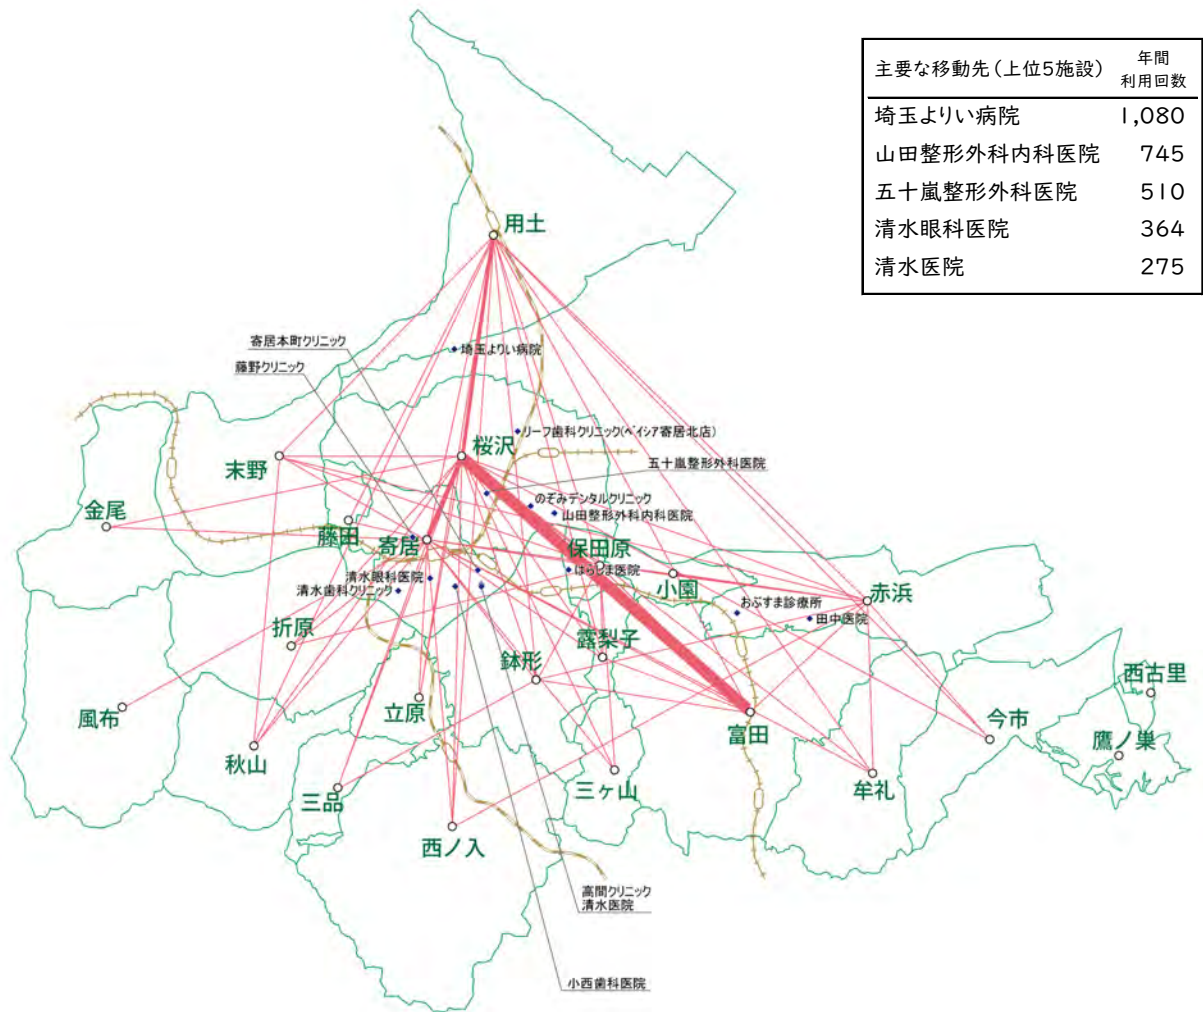 主要な移動先(上位5施設)
年間
利用回数
埼玉よりい病院 1,080
山田整形外科内科医院 745
五十嵐整形外科医院 510
清水眼科医院 364
清水医院 275
用土
寄居本町クリニック
埼玉よりい病院
藤野クリニック
リーフ歯科クリニック(ベイシア寄居北店)
桜沢
五十嵐整形外科医院
末野
のぞみデンタルクリニック
金尾
山田整形外科内科医院
藤田
寄居
保田原
はらしま医院
清水眼科医院
小園
清水歯科クリニック
赤浜
おぶすま診療所
田中医院
折原
露梨子
鉢形
西古里
風布
立原
富田
今市
鷹ノ巣
秋山
三品
三ヶ山
牟礼
西ノ入
高間クリニック
清水医院
小西歯科医院